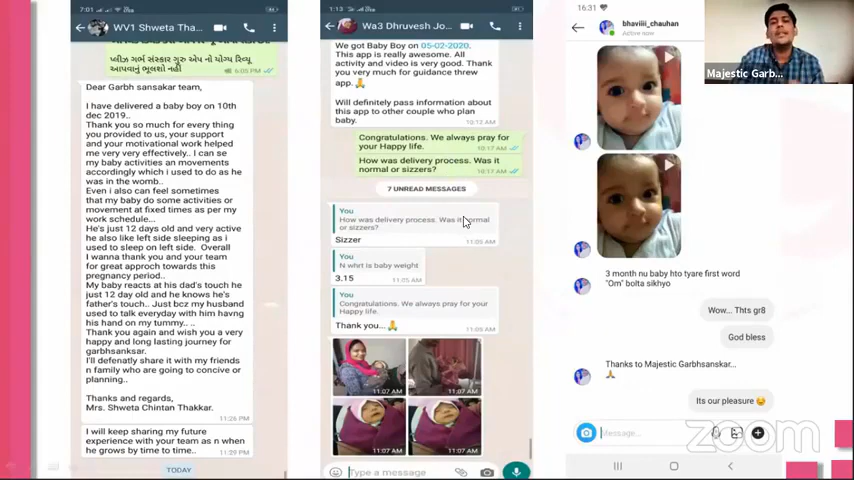 7:01
WV1 Shweta Tha...
પ્લીઝ ગર્ભ સંસ્કાર ગુરુ એપ નો યોગ્ય રિવ્યૂ
આપવાનું ભૂલશો નહી
6:05 PM
Dear Garbh sansakar team,
I have delivered a baby boy on 10th
dec 2019..
Thank you so much for everything
you provided to us, your support
and your motivational work helped
me very very effectively.. I can se
my baby activities an movements
accordingly which i used to do as he
was in the womb..
Even i also can feel sometimes
that my baby do some activities or
movement at fixed times as per my
work schedule...
He's just 12 days old and very active
he also like left side sleeping as i
used to sleep on left side. Overall
I wanna thank you and your team
for great approch towards this
pregnancy period..
My baby reacts at his dad's touch he
just 12 day old and he knows he's
father's touch.. Just bcz my husband
used to talk everyday with him havng
his hand on my tummy.. ..
Thank you again and wish you a very
happy and long lasting journey for
garbhsanksar.
I'll defenatly share it with my friends
n family who are going to concive or
planning..
Thanks and regards,
Mrs. Shweta Chintan Thakkar.
11:26 PM
I will keep sharing my future
experience with your team as n when
he grows by time to time..
11:29 PM
TODAY
1:13
Wa3 Dhruvesh Jo...
We got Baby Boy on 05-02-2020.
This app is really awesome. All
activity and video is very good. Thank
you very much for guidance threw
app.🙏
Will definitely pass information about
this app to other couple who plan
baby.
10:12 AM
Congratulations. We always pray for
your Happy life.
10:17 AM
How was delivery process. Was it
normal or sizzers?
10:17 AM
7 UNREAD MESSAGES
You
How was delivery process. Was it normal
or sizzers?
Sizzer
11:05 AM
You
N whrt is baby weight
3.15
11:05 AM
You
Congratulations. We always pray for your
Happy life.
Thank you...🙏
11:05 AM
11:07 AM
11:07 AM
11:07 AM
11:07 AM
Type a message
16:31
bhaviiii_chauhan
Active now
3 month nu baby hto tyare first word
"Om" bolta sikhyo
Wow... Thts gr8
God bless
Thanks to Majestic Garbhsanskar...
🙏
Its our pleasure 😊
Message...
Majestic Garb...
zoom